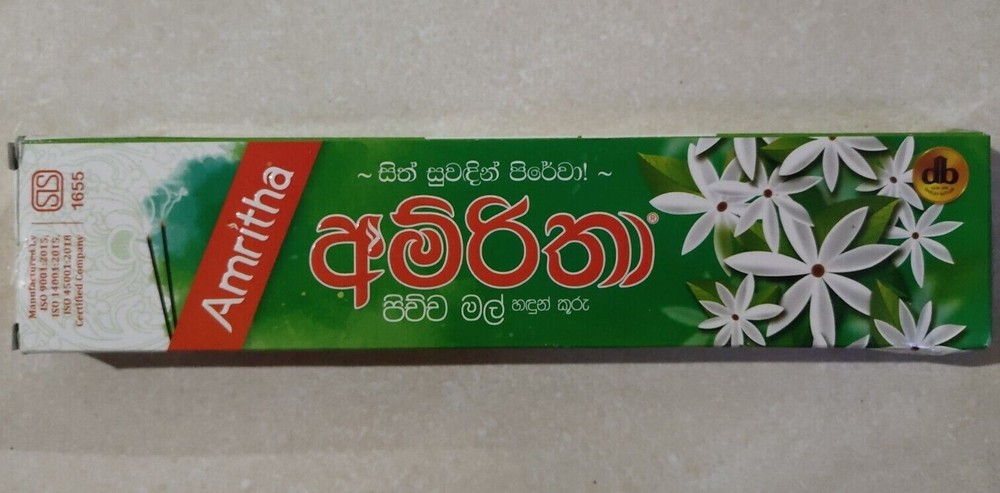 SLS
1655
Manufactured by
ISO 9001:2015,
ISO 14001:2015,
ISO 45001:2018
Certified Company
Amritha
~ සිත් සුවඳින් පිරේවා! ~
අම්රිතා®
පිච්ච මල් හඳුන් කූරු
db